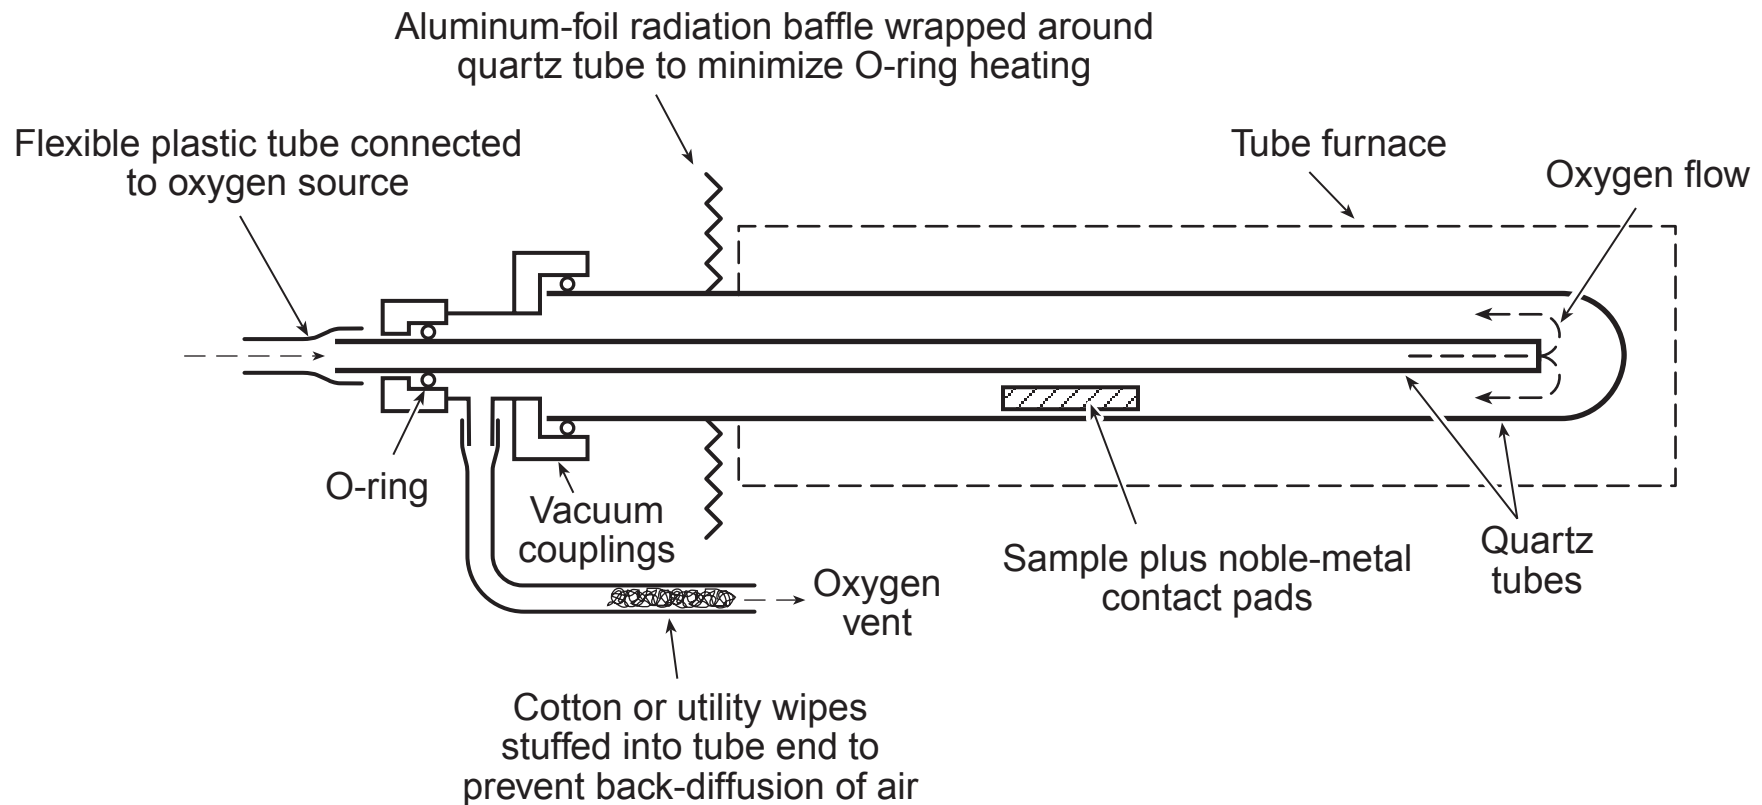 Aluminum-foil radiation baffle wrapped around
quartz tube to minimize O-ring heating
Flexible plastic tube connected
to oxygen source
Tube furnace
Oxygen flow
O-ring
Vacuum
couplings
Sample plus noble-metal
contact pads
Quartz
tubes
Oxygen
vent
Cotton or utility wipes
stuffed into tube end to
prevent back-diffusion of air